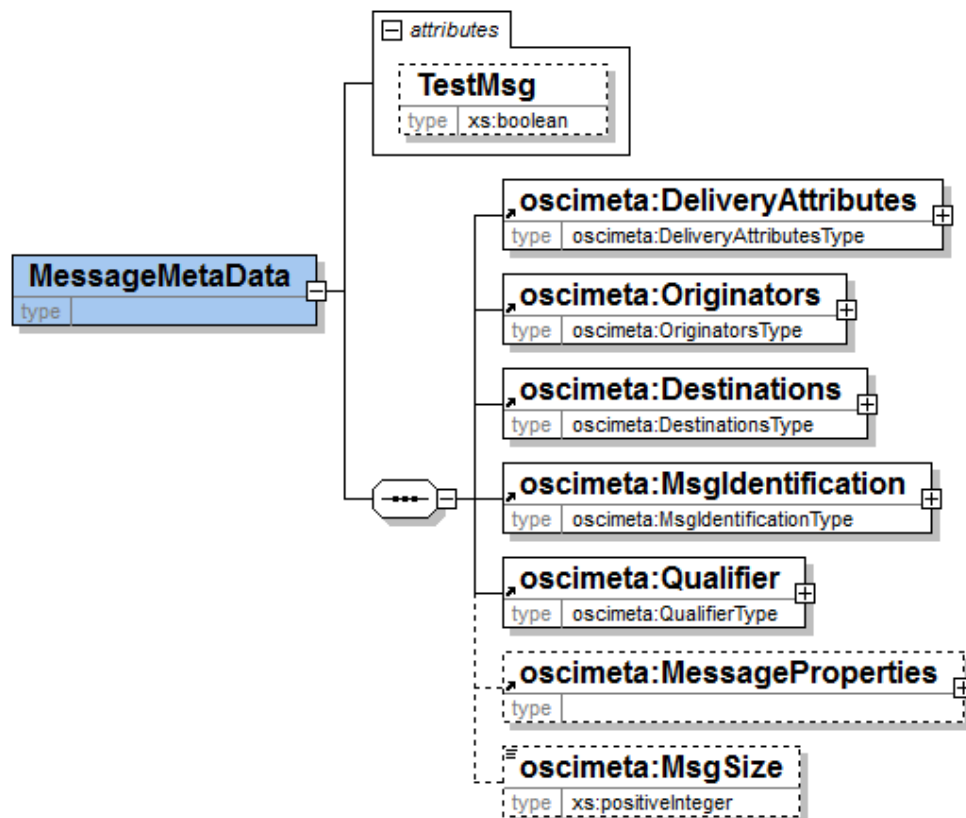 attributes
TestMsg
type xs:boolean
oscimeta:DeliveryAttributes
type oscimeta:DeliveryAttributesType
MessageMetaData
type
oscimeta:Originators
type oscimeta:OriginatorsType
oscimeta:Destinations
type oscimeta:DestinationsType
oscimeta:MsgIdentification
type oscimeta:MsgIdentificationType
oscimeta:Qualifier
type oscimeta:QualifierType
oscimeta:MessageProperties
type
oscimeta:MsgSize
type xs:positiveInteger